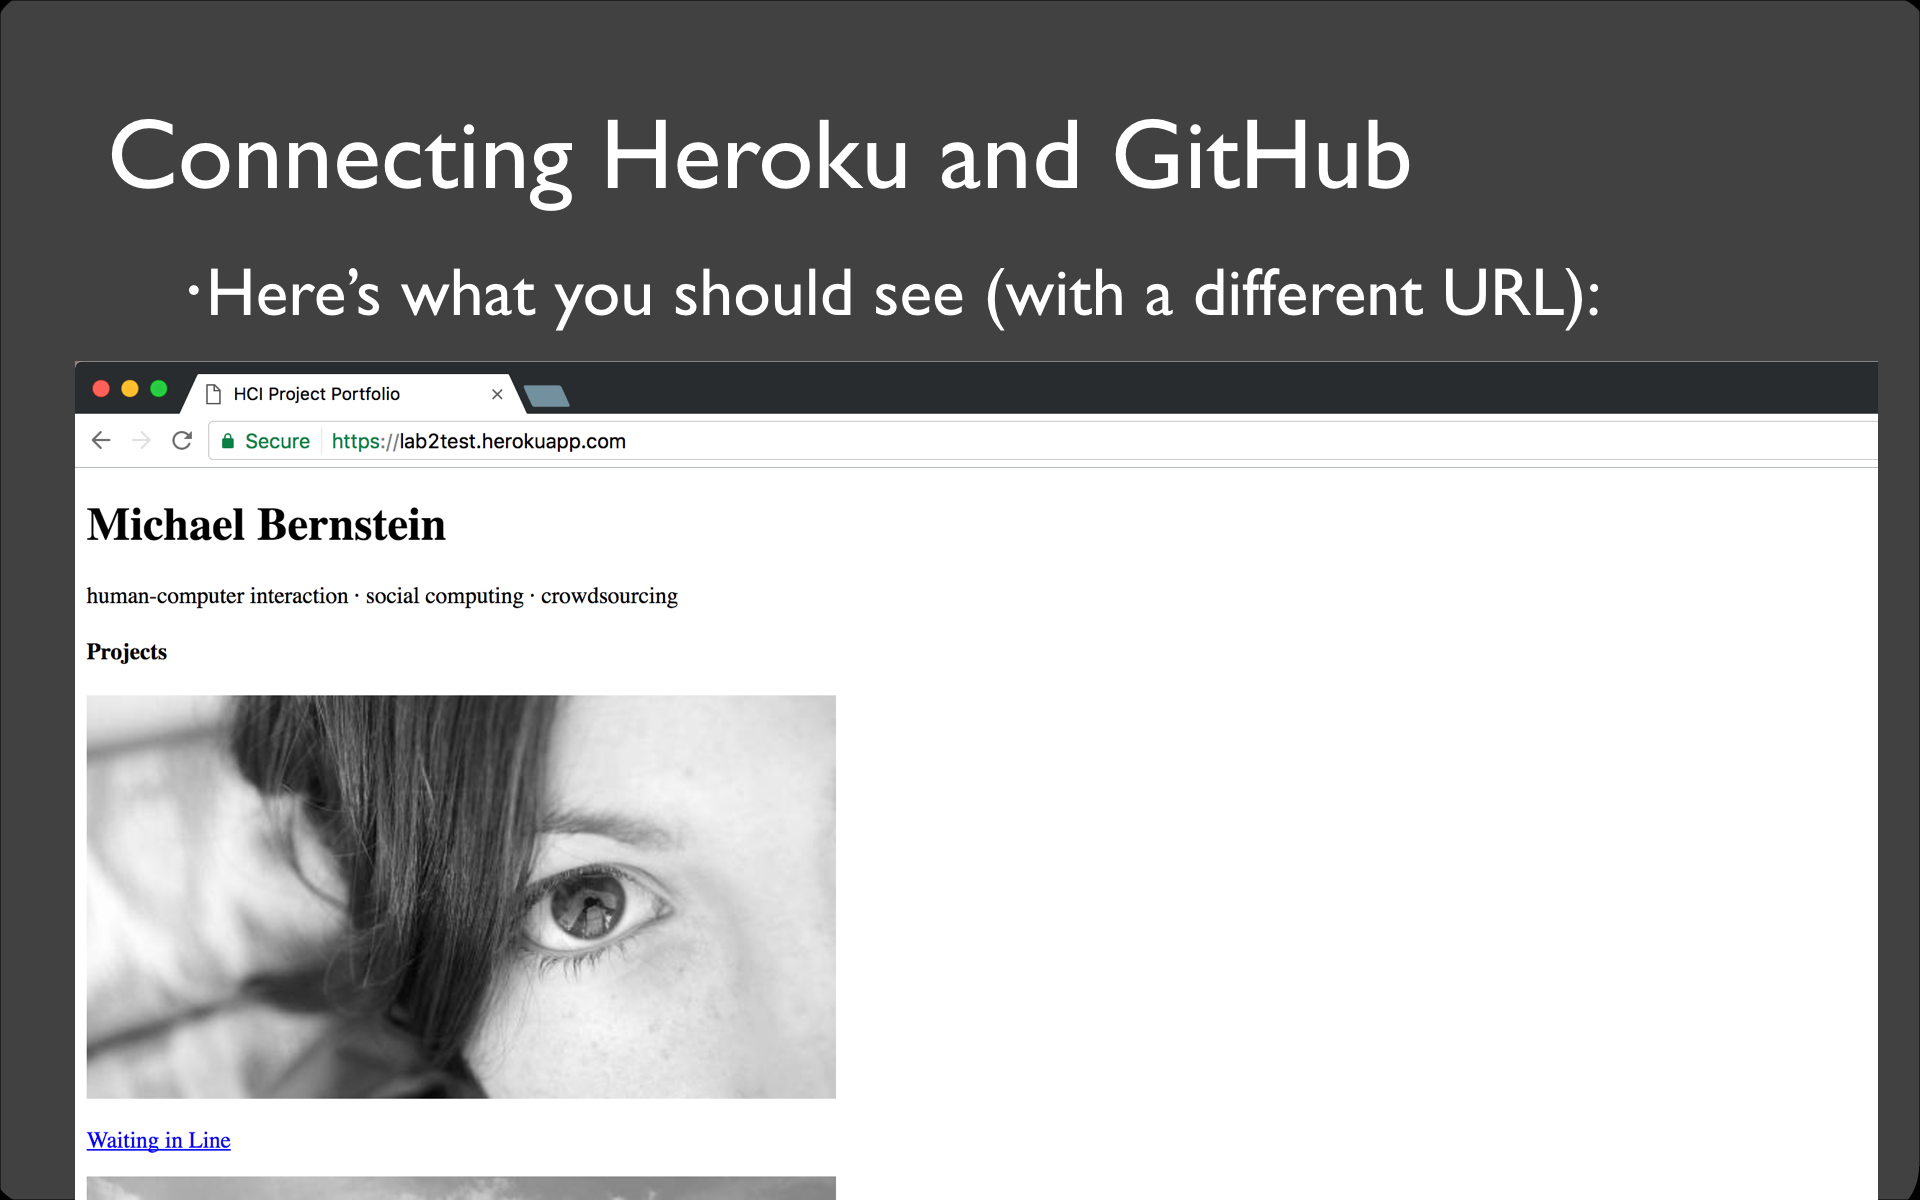 Connecting Heroku and GitHub
•Here’s what you should see (with a different URL):
HCI Project Portfolio
Secure https://lab2test.herokuapp.com
Michael Bernstein
human-computer interaction · social computing · crowdsourcing
Projects
Waiting in Line